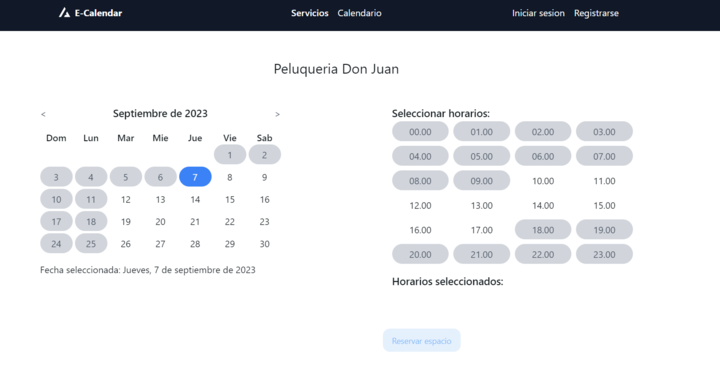 E-Calendar
Servicios Calendario
Iniciar sesion Registrarse
Peluqueria Don Juan
< Septiembre de 2023 >
Dom Lun Mar Mie Jue Vie Sab
1 2
3 4 5 6 7 8 9
10 11 12 13 14 15 16
17 18 19 20 21 22 23
24 25 26 27 28 29 30
Fecha seleccionada: Jueves, 7 de septiembre de 2023
Seleccionar horarios:
00.00 01.00 02.00 03.00
04.00 05.00 06.00 07.00
08.00 09.00 10.00 11.00
12.00 13.00 14.00 15.00
16.00 17.00 18.00 19.00
20.00 21.00 22.00 23.00
Horarios seleccionados:
Reservar espacio